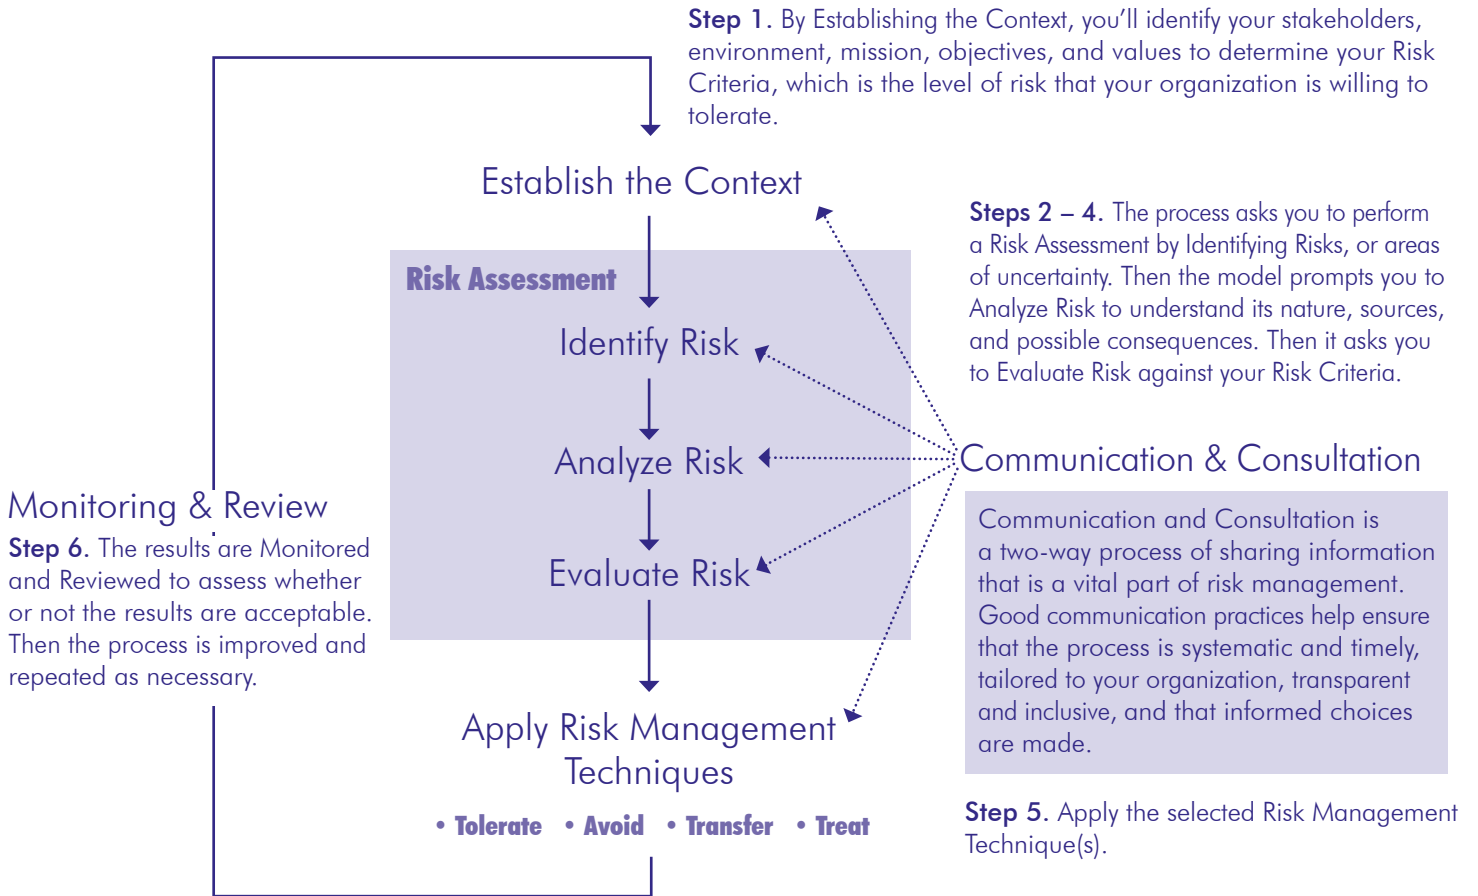 Step 1. By Establishing the Context, you’ll identify your stakeholders,
environment, mission, objectives, and values to determine your Risk
Criteria, which is the level of risk that your organization is willing to
tolerate.
Establish the Context
Steps 2 – 4. The process asks you to perform
a Risk Assessment by Identifying Risks, or areas
of uncertainty. Then the model prompts you to
Analyze Risk to understand its nature, sources,
and possible consequences. Then it asks you
to Evaluate Risk against your Risk Criteria.
Risk Assessment
Identify Risk
Analyze Risk
Evaluate Risk
Communication & Consultation
Communication and Consultation is
a two-way process of sharing information
that is a vital part of risk management.
Good communication practices help ensure
that the process is systematic and timely,
tailored to your organization, transparent
and inclusive, and that informed choices
are made.
Monitoring & Review
Step 6. The results are Monitored
and Reviewed to assess whether
or not the results are acceptable.
Then the process is improved and
repeated as necessary.
Apply Risk Management
Techniques
• Tolerate • Avoid • Transfer • Treat
Step 5. Apply the selected Risk Management
Technique(s).